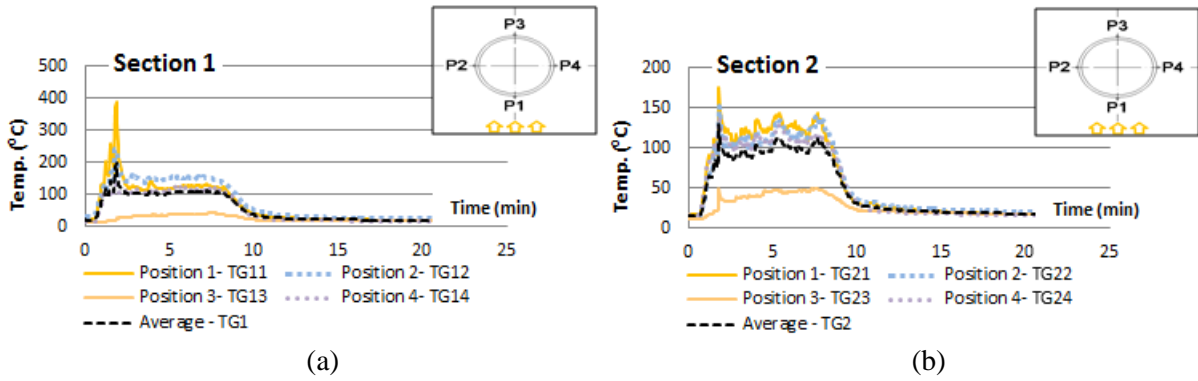 Section 1
Temp. (⁰C)
500
400
300
200
100
0
0 5 10 15 20 25
Time (min)
P3
P2 P4
P1
Position 1- TG11 Position 2- TG12
Position 3- TG13 Position 4- TG14
Average - TG1
(a)
Section 2
Temp. (⁰C)
200
150
100
50
0
0 5 10 15 20 25
Time (min)
P3
P2 P4
P1
Position 1- TG21 Position 2- TG22
Position 3- TG23 Position 4- TG24
Average - TG2
(b)